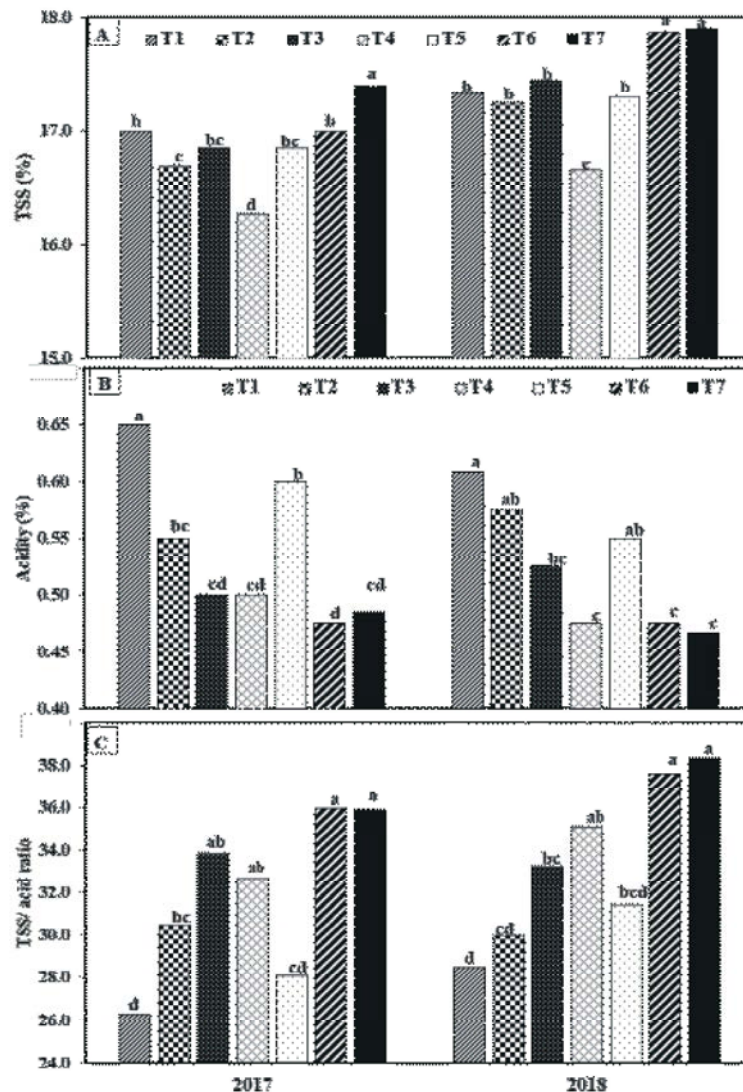 18.0
A T1 T2 T3 T4 T5 T6 T7
a a
a
b b b b
17.0 b bc bc b
c c
TSS (%)
d
16.0
15.0
B T1 T2 T3 T4 T5 T6 T7
0.65 a
a
0.60 b ab
bc ab
0.55
Acidity (%)
bc
0.50 cd cd cd
d c c c
0.45
0.40
C
38.0 a a
36.0 a a ab
34.0 ab
TSS/ acid ratio
ab bc
32.0 bcd
30.0 bc cd
28.0 cd d
26.0 d
24.0
2017 2018